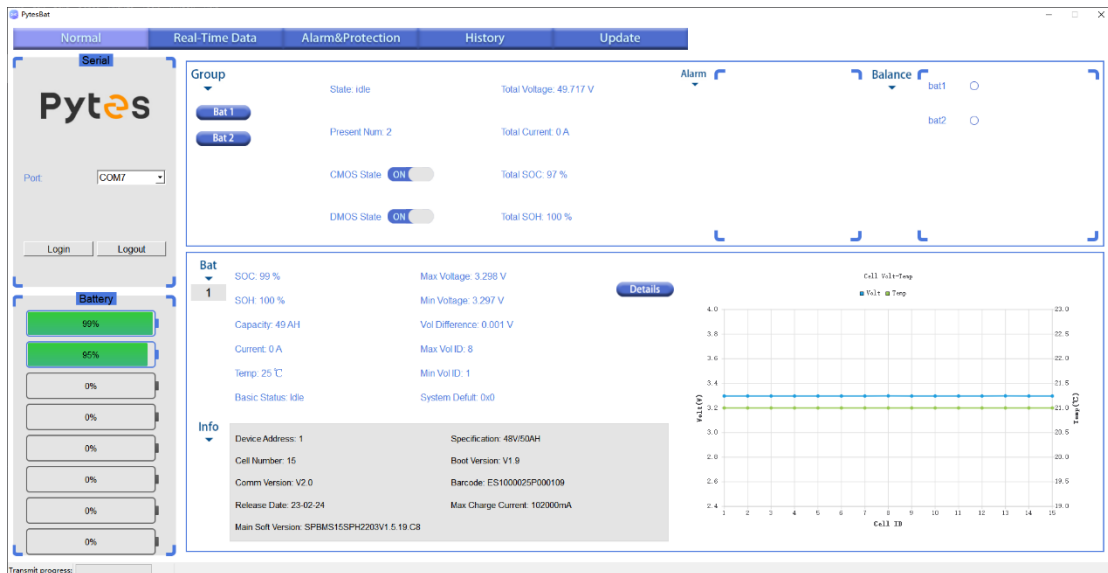 PytesBat
Normal Real-Time Data Alarm&Protection History Update
Serial
Pytes
Port: COM7
Login Logout
Battery
99%
95%
0%
0%
0%
0%
0%
0%
Group
Bat 1
Bat 2
State: idle Total Voltage: 49.717 V
Present Num: 2 Total Current: 0 A
CMOS State ON Total SOC: 97 %
DMOS State ON Total SOH: 100 %
Alarm
Balance
bat1
bat2
Bat
1
SOC: 99 % Max Voltage: 3.298 V
SOH: 100 % Min Voltage: 3.297 V
Capacity: 49 AH Vol Difference: 0.001 V
Current: 0 A Max Vol ID: 8
Temp: 25 ℃ Min Vol ID: 1
Basic Status: Idle System Defult: 0x0
Details
Info
Device Address: 1 Specification: 48V/50AH
Cell Number: 15 Boot Version: V1.9
Comm Version: V2.0 Barcode: ES1000025P000109
Release Date: 23-02-24 Max Charge Current: 102000mA
Main Soft Version: SPBMS15SPH2203V1.5.19.C8
Cell Volt-Temp
Volt Temp
4.0 23.0
3.8 22.5
3.6 22.0
3.4 21.5
3.2 21.0
3.0 20.5
2.8 20.0
2.6 19.5
2.4 19.0
Volt(V)
Temp(℃)
1 2 3 4 5 6 7 8 9 10 11 12 13 14 15
Cell ID
Transmit progress: